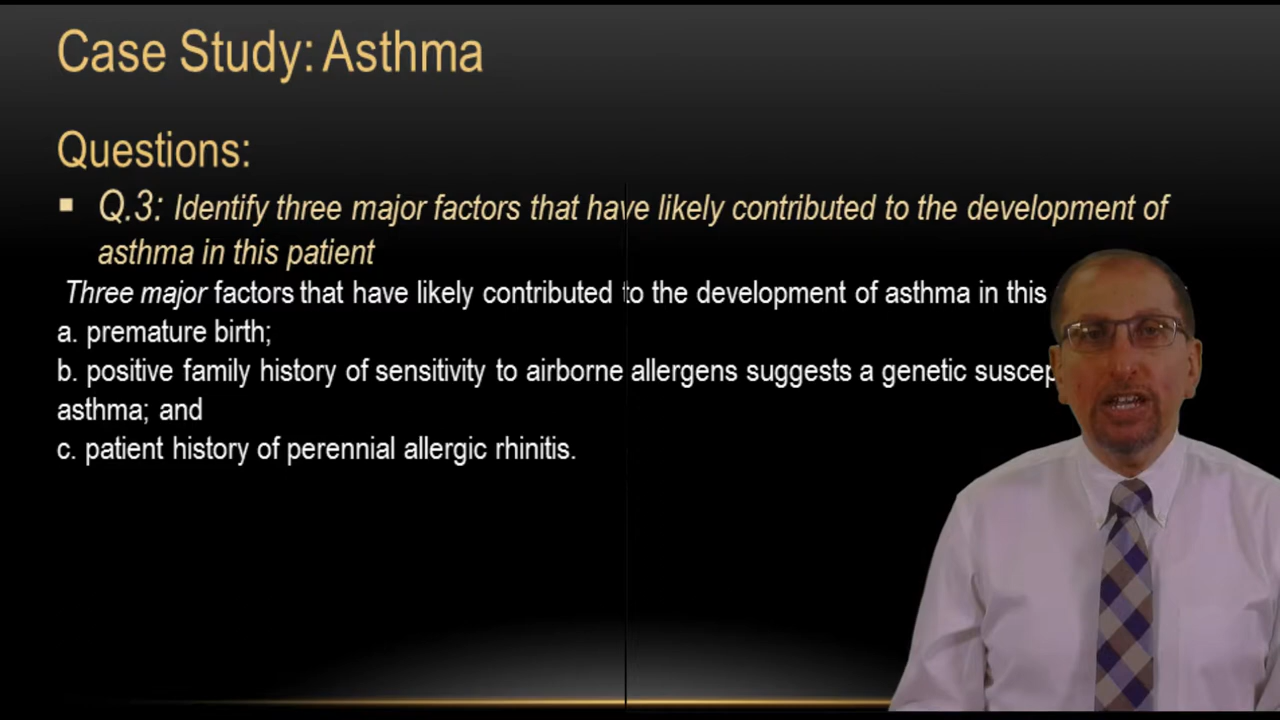 Case Study: Asthma
Questions:
▪ Q.3: Identify three major factors that have likely contributed to the development of
asthma in this patient
Three major factors that have likely contributed to the development of asthma in this
a. premature birth;
b. positive family history of sensitivity to airborne allergens suggests a genetic
asthma; and
c. patient history of perennial allergic rhinitis.